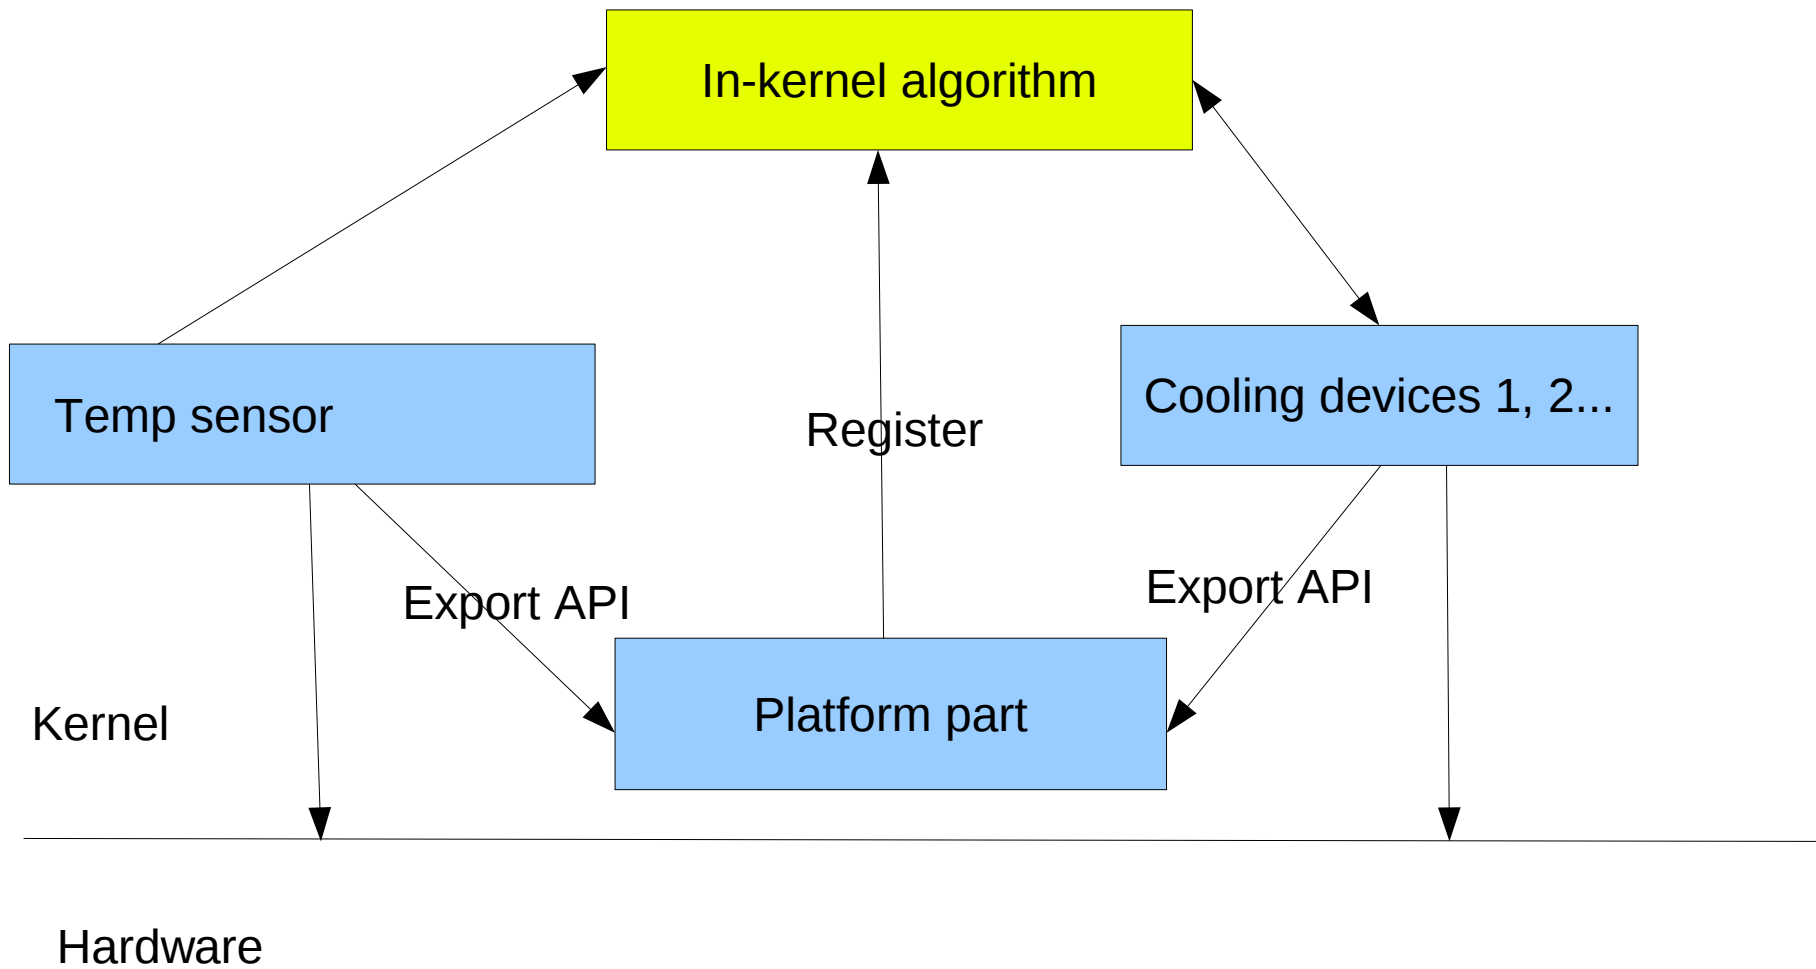 In-kernel algorithm
Temp sensor
Cooling devices 1, 2...
Register
Export API
Export API
Platform part
Kernel
Hardware